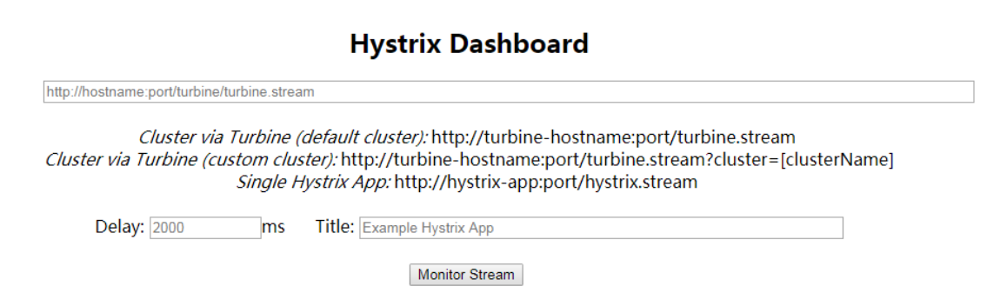 Hystrix Dashboard
http://hostname:port/turbine/turbine.stream
Cluster via Turbine (default cluster): http://turbine-hostname:port/turbine.stream
Cluster via Turbine (custom cluster): http://turbine-hostname:port/turbine.stream?cluster=[clusterName]
Single Hystrix App: http://hystrix-app:port/hystrix.stream
Delay: 2000 ms Title: Example Hystrix App
Monitor Stream